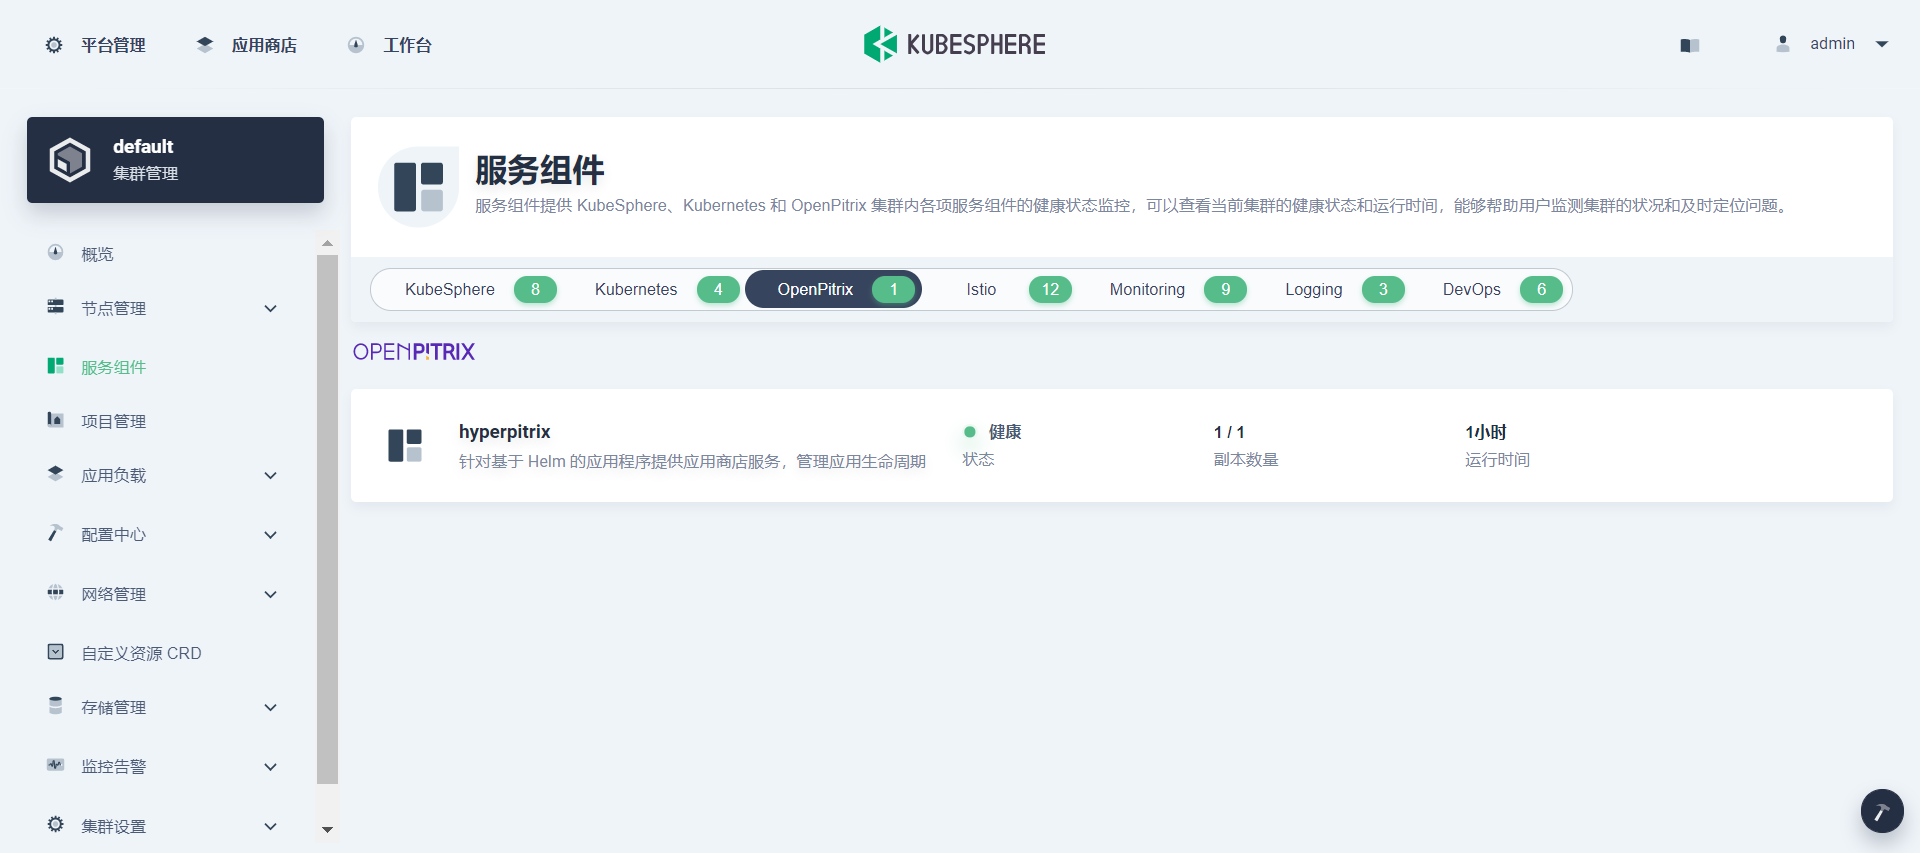 平台管理
应用商店
工作台
KUBESPHERE
admin
default
集群管理
概览
节点管理
服务组件
项目管理
应用负载
配置中心
网络管理
自定义资源 CRD
存储管理
监控告警
集群设置
服务组件
服务组件提供 KubeSphere、Kubernetes 和 OpenPitrix 集群内各项服务组件的健康状态监控，可以查看当前集群的健康状态和运行时间，能够帮助用户监测集群的状况和及时定位问题。
KubeSphere 8
Kubernetes 4
OpenPitrix 1
Istio 12
Monitoring 9
Logging 3
DevOps 6
OPENPITRIX
hyperpitrix
针对基于 Helm 的应用程序提供应用商店服务，管理应用生命周期
健康
状态
1 / 1
副本数量
1小时
运行时间